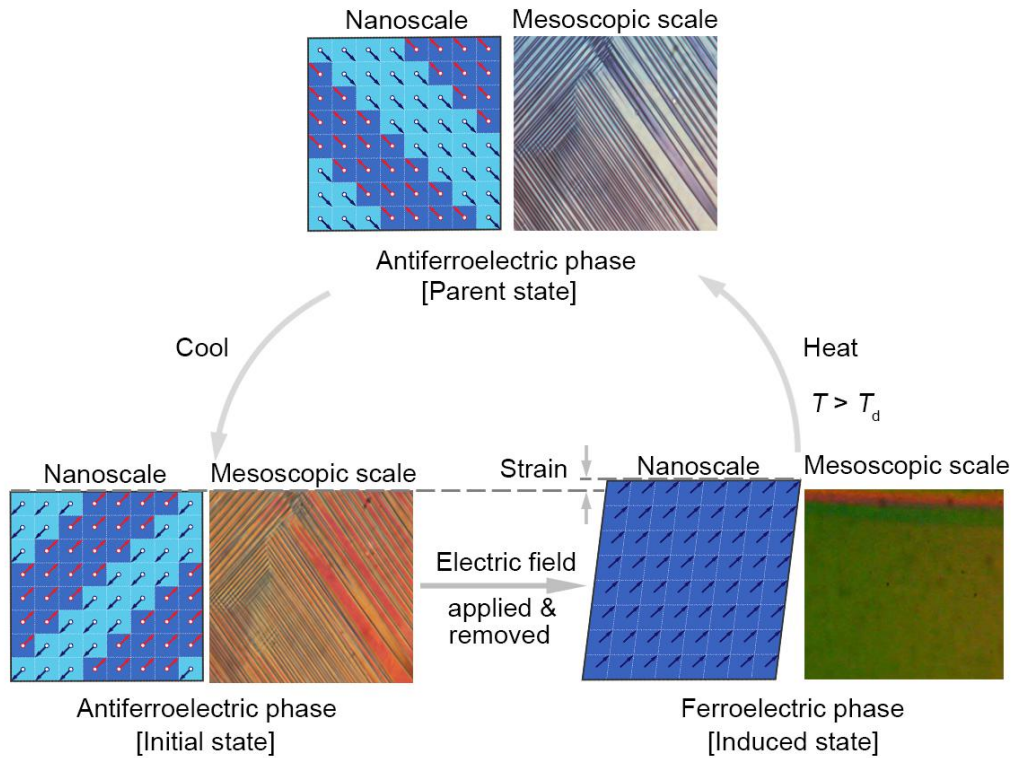 Nanoscale Mesoscopic scale
Antiferroelectric phase
[Parent state]
Cool
Heat
T > Td
Nanoscale Mesoscopic scale
Strain
Nanoscale Mesoscopic scale
Electric field
applied &
removed
Antiferroelectric phase
[Initial state]
Ferroelectric phase
[Induced state]